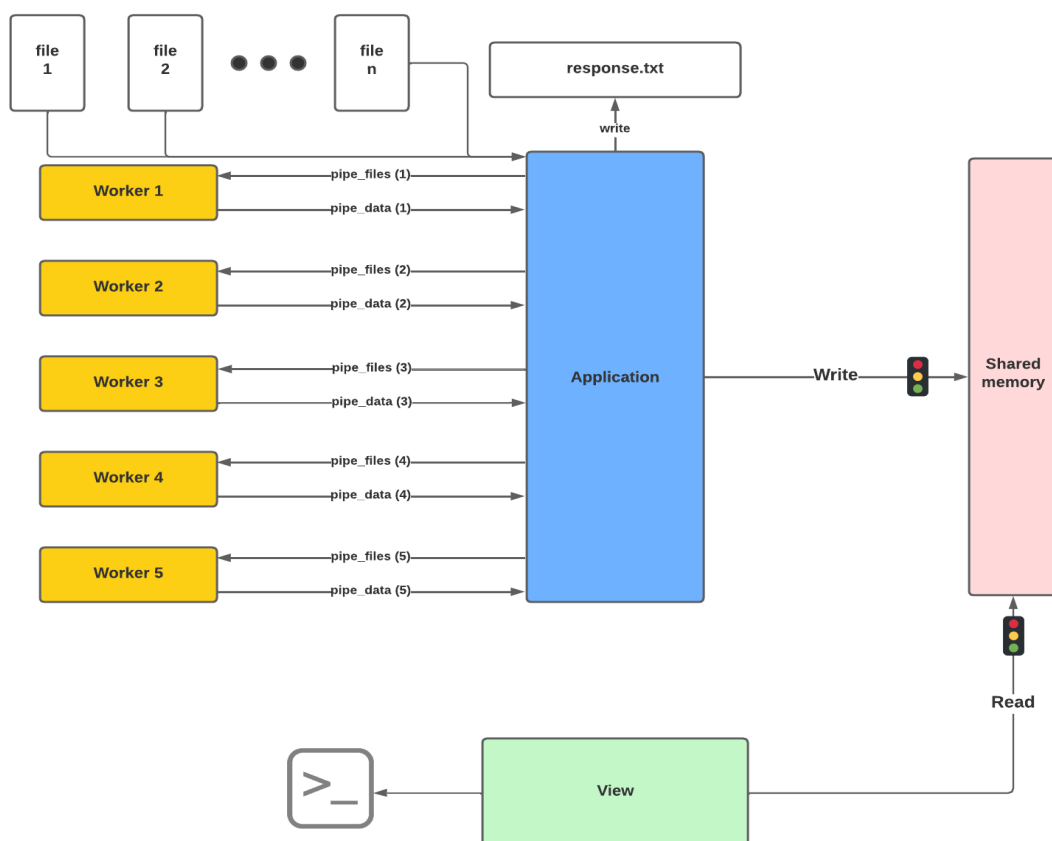 file
1
file
2
file
n
response.txt
write
Worker 1
pipe_files (1)
pipe_data (1)
Worker 2
pipe_files (2)
pipe_data (2)
Worker 3
pipe_files (3)
pipe_data (3)
Application
Write
Shared
memory
Worker 4
pipe_files (4)
pipe_data (4)
Worker 5
pipe_files (5)
pipe_data (5)
Read
>_
View